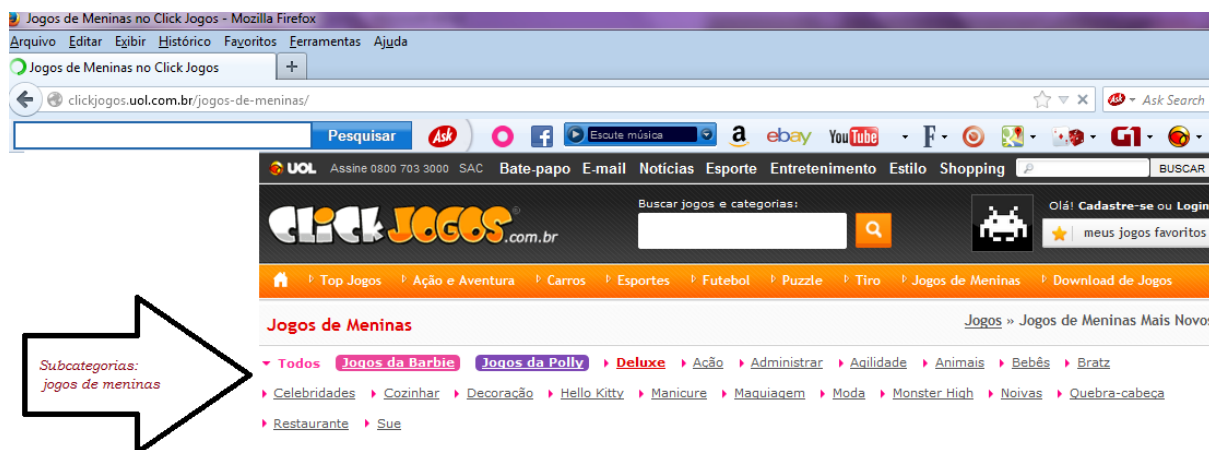 Jogos de Meninas no Click Jogos - Mozilla Firefox
Arquivo Editar Exibir Histórico Favoritos Ferramentas Ajuda
Jogos de Meninas no Click Jogos +
clickjogos.uol.com.br/jogos-de-meninas/ Ask Search
Pesquisar Ask Escute música a ebay YouTube F G1
UOL Assine 0800 703 3000 SAC Bate-papo E-mail Notícias Esporte Entretenimento Estilo Shopping BUSCAR
Buscar jogos e categorias:
CLICK JOGOS.com.br
Olá! Cadastre-se ou Login
meus jogos favoritos
Top Jogos Ação e Aventura Carros Esportes Futebol Puzzle Tiro Jogos de Meninas Download de Jogos
Jogos de Meninas Jogos » Jogos de Meninas Mais Novos
Subcategorias:
jogos de meninas
Todos Jogos da Barbie Jogos da Polly Deluxe Ação Administrar Agilidade Animais Bebês Bratz
Celebridades Cozinhar Decoração Hello Kitty Manicure Maquiagem Moda Monster High Noivas Quebra-cabeça
Restaurante Sue